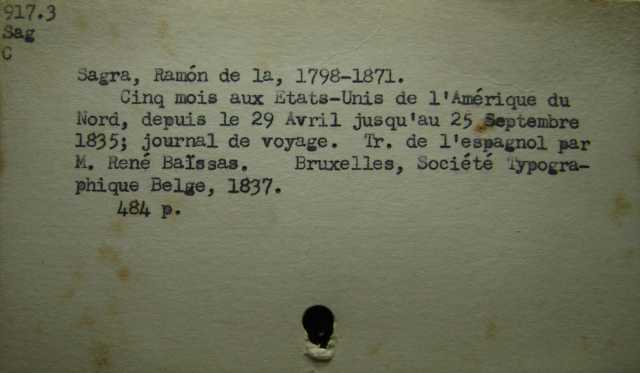 917.3
Sag
C
Sagra, Ramón de la, 1798-1871.
Cinq mois aux Etats-Unis de l'Amérique du
Nord, depuis le 29 Avril jusqu'au 25 Septembre
1835; journal de voyage. Tr. de l'espagnol par
M. René Baïssas. Bruxelles, Société Typogra-
phique Belge, 1837.
484 p.